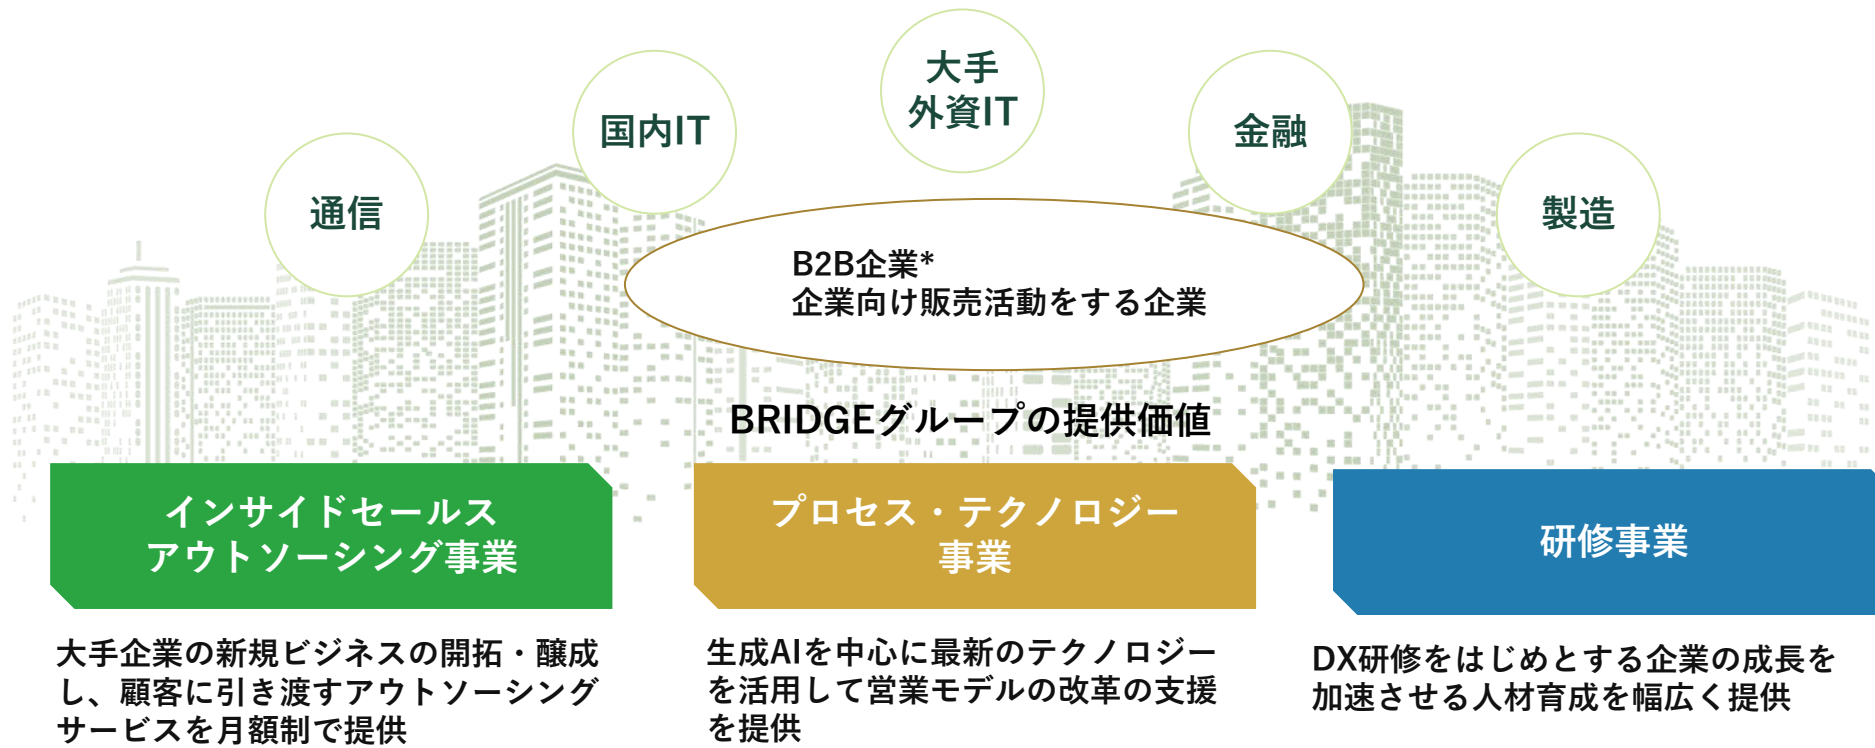 大手
外資IT
国内IT
金融
通信
製造
B2B企業*
企業向け販売活動をする企業
BRIDGEグループの提供価値
インサイドセールス
アウトソーシング事業
プロセス・テクノロジー
事業
研修事業
大手企業の新規ビジネスの開拓・醸成
し、顧客に引き渡すアウトソーシング
サービスを月額制で提供
生成AIを中心に最新のテクノロジー
を活用して営業モデルの改革の支援
を提供
DX研修をはじめとする企業の成長を
加速させる人材育成を幅広く提供